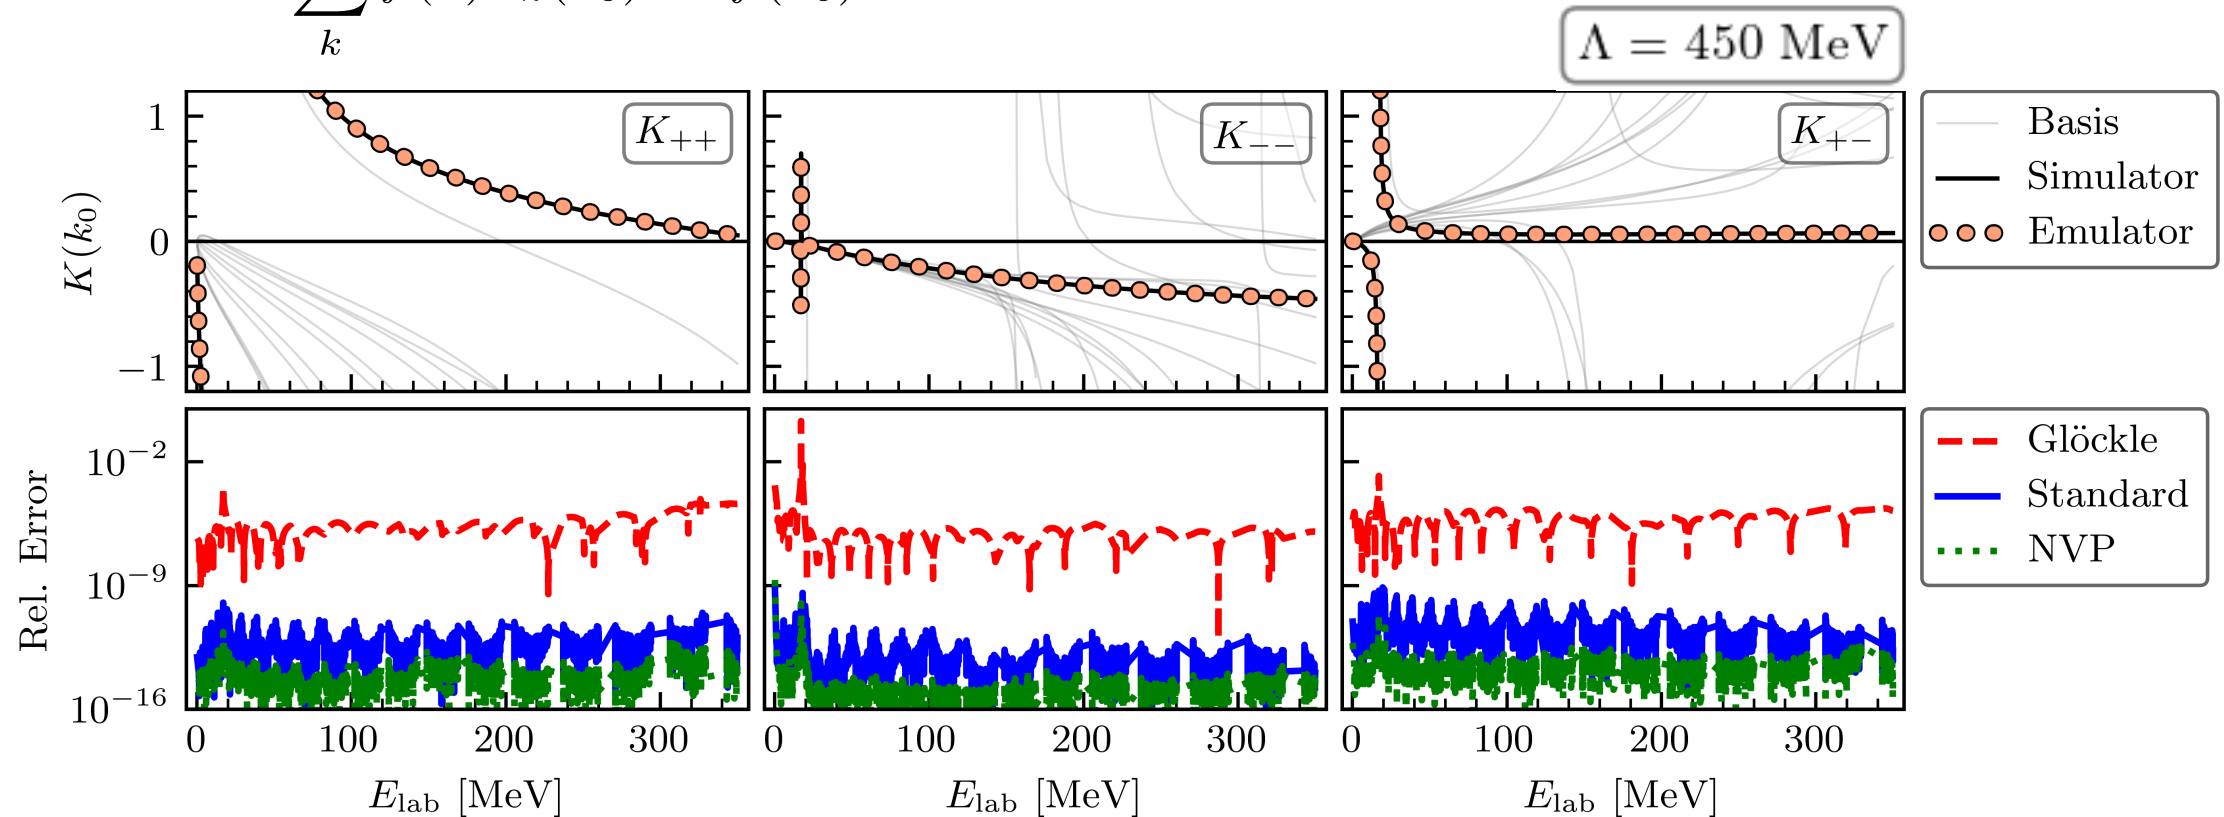 k
Λ = 450 MeV
K++
K−−
K+−
1
0
−1
K(k0)
Basis
Simulator
Emulator
10−2
10−9
10−16
Rel. Error
Glöckle
Standard
NVP
0 100 200 300
0 100 200 300
0 100 200 300
Elab [MeV]
Elab [MeV]
Elab [MeV]